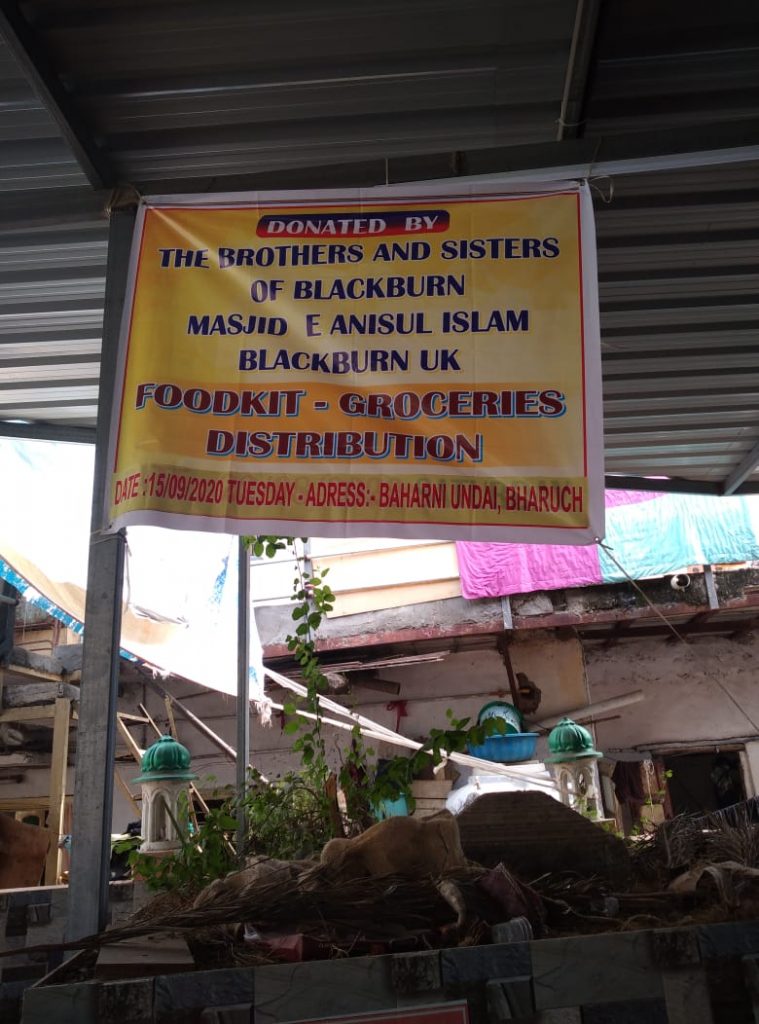 DONATED BY
THE BROTHERS AND SISTERS
OF BLACKBURN
MASJID E ANISUL ISLAM
BLACKBURN UK
FOODKIT - GROCERIES
DISTRIBUTION
DATE :15/09/2020 TUESDAY - ADRESS:- BAHARNI UNDAI, BHARUCH